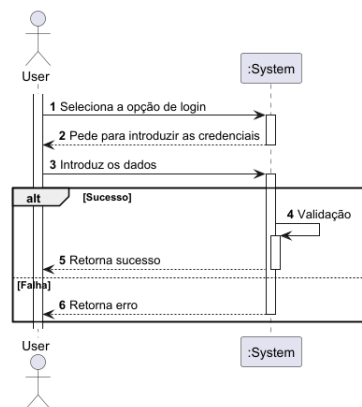 User
:System
1 Seleciona a opção de login
2 Pede para introduzir as credenciais
3 Introduz os dados
alt [Sucesso]
4 Validação
5 Retorna sucesso
[Falha]
6 Retorna erro
User
:System